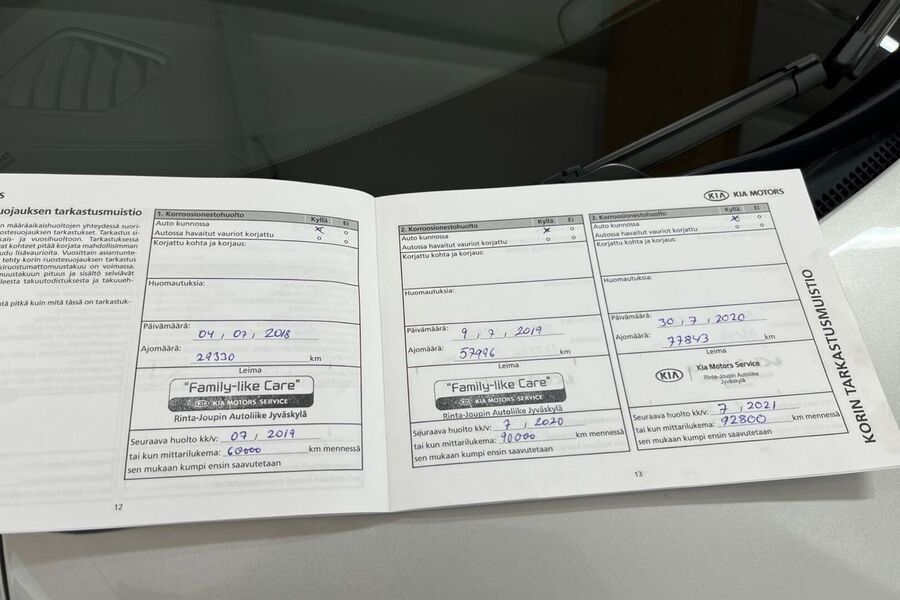 uojauksen tarkastusmuistio
n määräaikaishuoltojen yhteydessä suori-
ostesuojauksen tarkastukset. Tarkastus si-
kais- ja vuosihuoltoon. Tarkastuksessa
at kohteet pitää korjata mahdollisimman
udu lisävaurioita. Vuosittain asiantunte-
tehty korin ruostesuojauksen tarkastus
kiruostumattomuustakuu on voimassa.
muustakuun pituus ja sisältö selviävät
leesta takuutodistuksesta ja takuueh-
tä pitkä kuin mitä tässä on tarkastuk-
12
1. Korroosionestohuolto
Kyllä Ei
Auto kunnossa x o
Autossa havaitut vauriot korjattu o o
Korjattu kohta ja korjaus:
Huomautuksia:
Päivämäärä: 04, 07, 2018
Ajomäärä: 29330 km
Leima
"Family-like Care"
KIA KIA MOTORS SERVICE
Rinta-Joupin Autoliike Jyväskylä
Seuraava huolto kk/v: 07, 2019
tai kun mittarilukema: 60000 km mennessä
sen mukaan kumpi ensin saavutetaan
KIA KIA MOTORS
2. Korroosionestohuolto
Kyllä Ei
Auto kunnossa x o
Autossa havaitut vauriot korjattu o o
Korjattu kohta ja korjaus:
Huomautuksia:
Päivämäärä: 9, 7, 2019
Ajomäärä: 57996 km
Leima
"Family-like Care"
KIA KIA MOTORS SERVICE
Rinta-Joupin Autoliike Jyväskylä
Seuraava huolto kk/v: 7, 2020
tai kun mittarilukema: 90000 km mennessä
sen mukaan kumpi ensin saavutetaan
3. Korroosionestohuolto
Kyllä Ei
Auto kunnossa x o
Autossa havaitut vauriot korjattu o o
Korjattu kohta ja korjaus:
Huomautuksia:
Päivämäärä: 30, 7, 2020
Ajomäärä: 77843 km
Leima
KIA Kia Motors Service
Rinta-Joupin Autoliike
Jyväskylä
Seuraava huolto kk/v: 7, 2021
tai kun mittarilukema: 92800 km mennessä
sen mukaan kumpi ensin saavutetaan
13
KORIN TARKASTUSMUISTIO